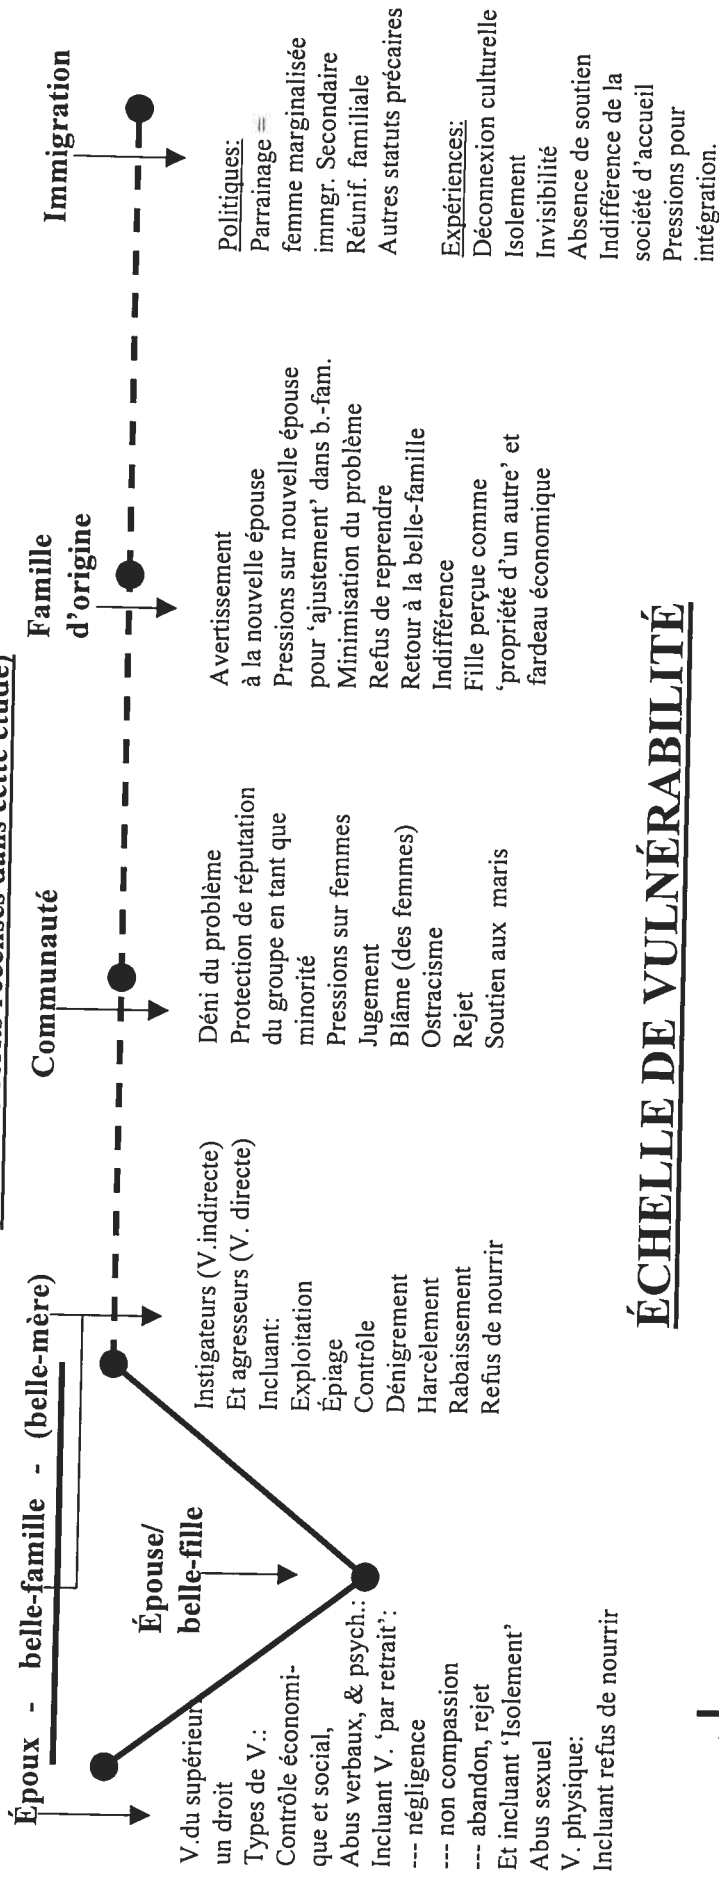 recensés dans cette étude)
Époux - belle-famille - (belle-mère)
Communauté
Famille
d'origine
Immigration
Épouse/
belle-fille
V.du supérieur,
un droit
Types de V.:
Contrôle économi-
que et social,
Abus verbaux, & psych.:
Incluant V. 'par retrait':
--- négligence
--- non compassion
--- abandon, rejet
Et incluant 'Isolement'
Abus sexuel
V. physique:
Incluant refus de nourrir
Instigateurs (V.indirecte)
Et agresseurs (V. directe)
Incluant:
Exploitation
Épiage
Contrôle
Dénigrement
Harcèlement
Rabaissement
Refus de nourrir
Déni du problème
Protection de réputation
du groupe en tant que
minorité
Pressions sur femmes
Jugement
Blâme (des femmes)
Ostracisme
Rejet
Soutien aux maris
Avertissement
à la nouvelle épouse
Pressions sur nouvelle épouse
pour 'ajustement' dans b.-fam.
Minimisation du problème
Refus de reprendre
Retour à la belle-famille
Indifférence
Fille perçue comme
'propriété d'un autre' et
fardeau économique
Politiques:
Parrainage =
femme marginalisée
immgr. Secondaire
Réunif. familiale
Autres statuts précaires
Expériences:
Déconnexion culturelle
Isolement
Invisibilité
Absence de soutien
Indifférence de la
société d'accueil
Pressions pour
intégration.
ÉCHELLE DE VULNÉRABILITÉ